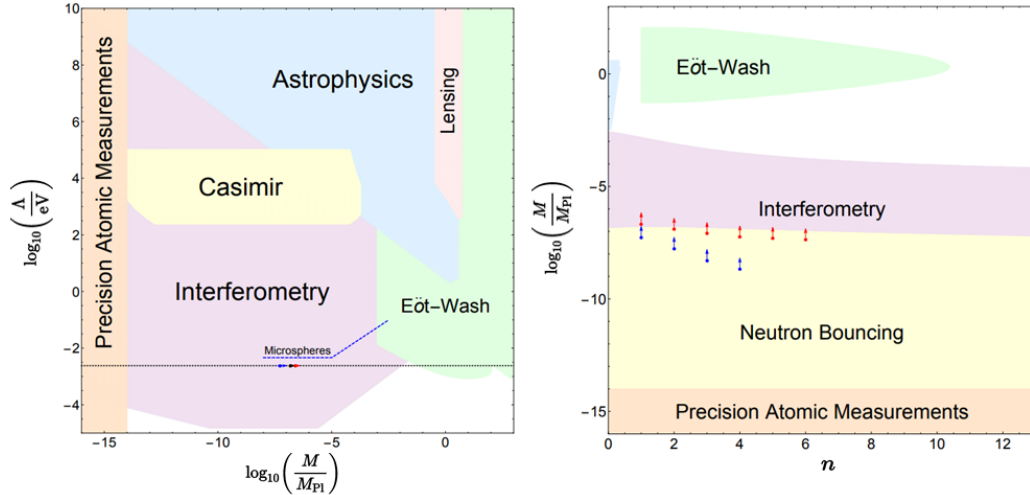 10
8
6
4
2
0
−2
−4
−15
−10
−5
0
log₁₀(Λ/eV)
log₁₀(M/M_Pl)
Precision Atomic Measurements
Astrophysics
Lensing
Casimir
Interferometry
Eöt−Wash
Microspheres
0
−5
−10
−15
0
2
4
6
8
10
12
log₁₀(M/M_Pl)
n
Eöt−Wash
Interferometry
Neutron Bouncing
Precision Atomic Measurements